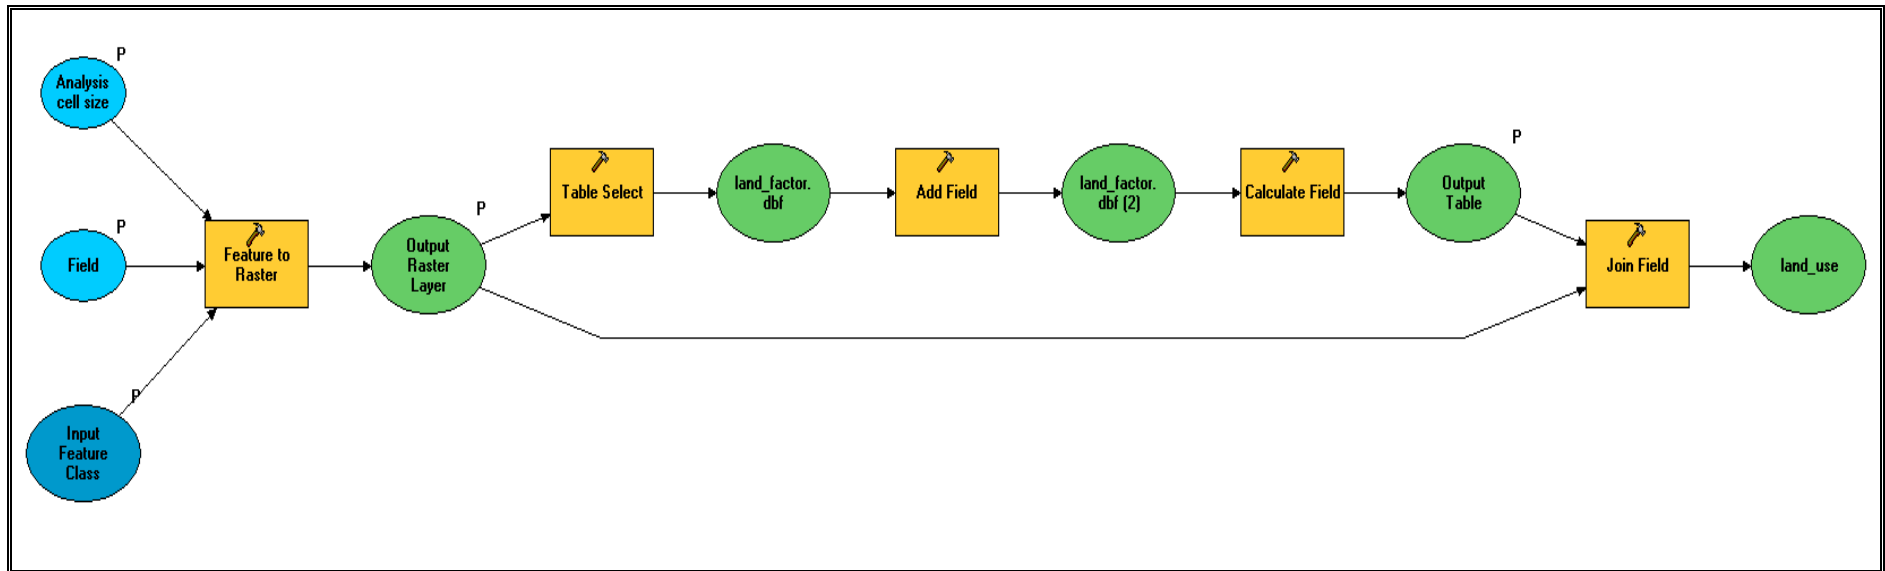 P
Analysis
cell size
P
Field
P
Input
Feature
Class
Feature to
Raster
P
Output
Raster
Layer
Table Select
land_factor.
dbf
Add Field
land_factor.
dbf (2)
Calculate Field
P
Output
Table
Join Field
land_use